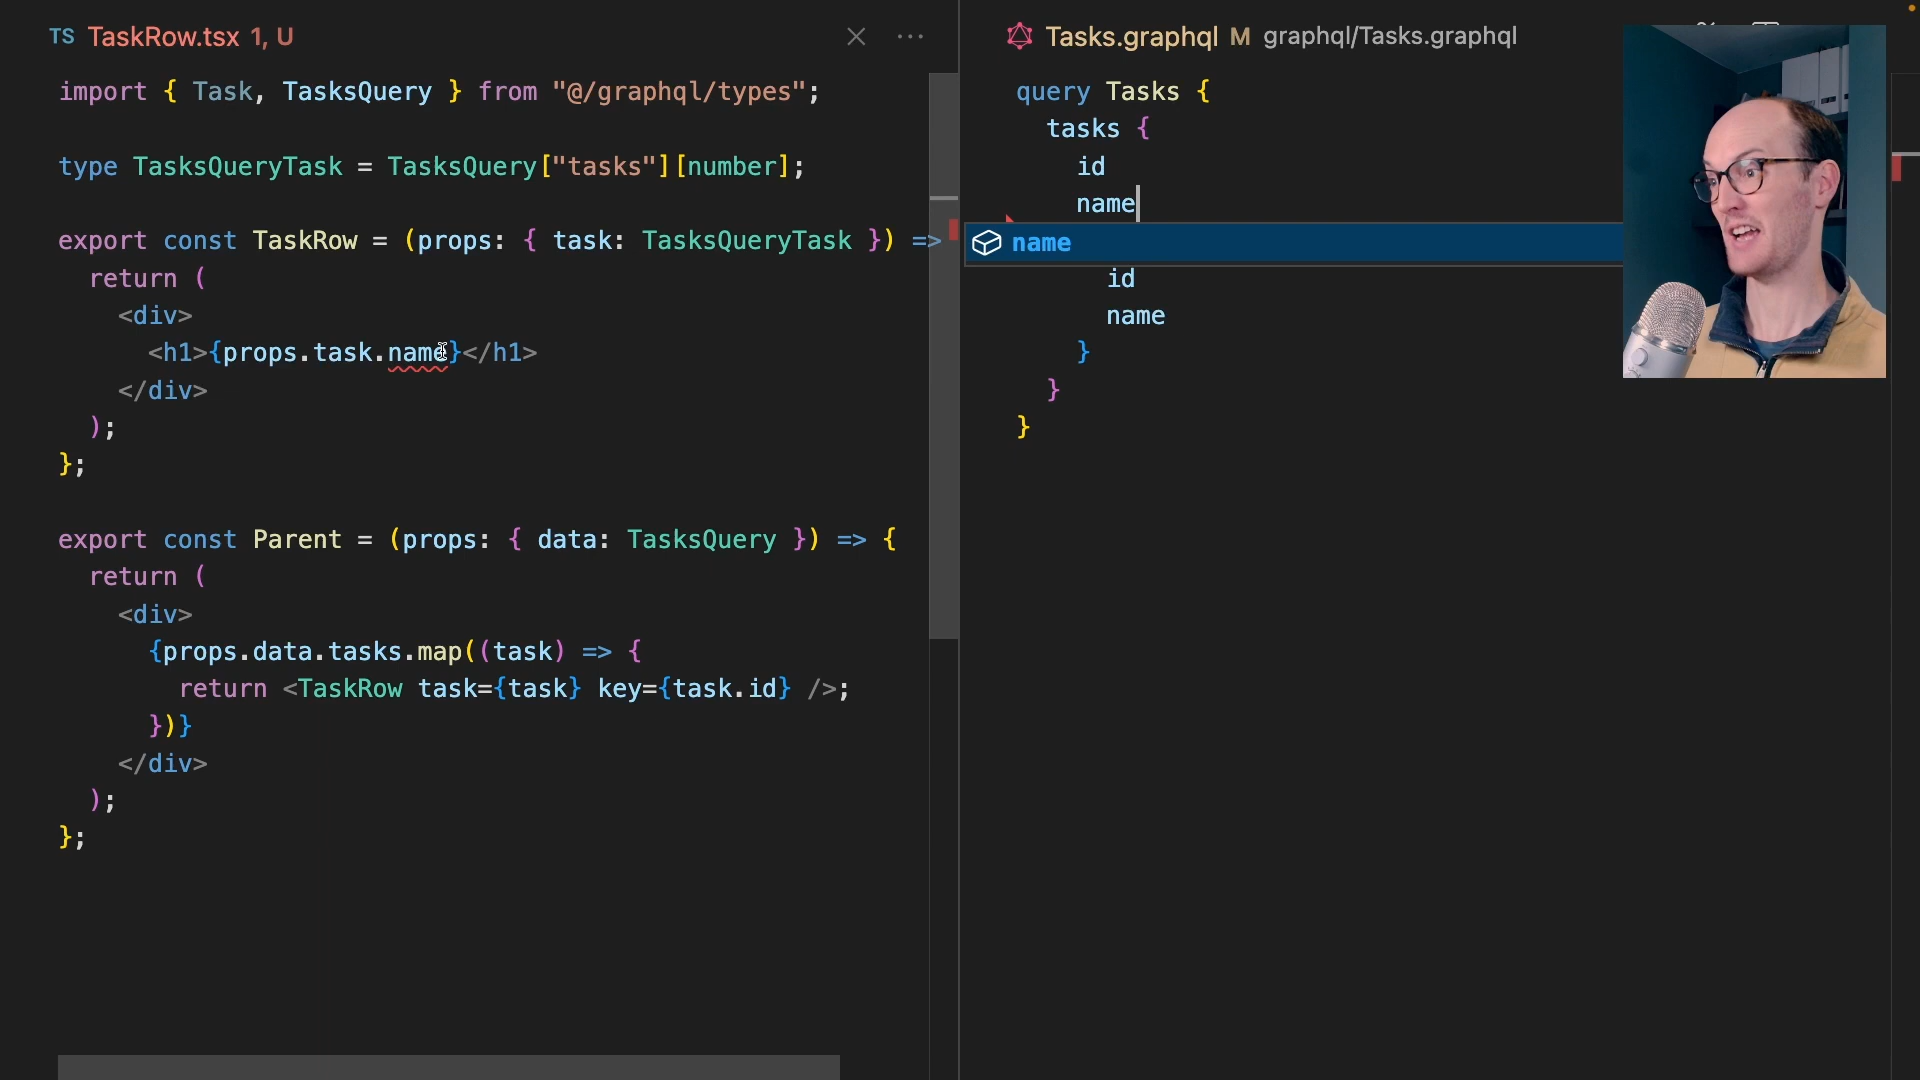 TS TaskRow.tsx 1, U
import { Task, TasksQuery } from "@/graphql/types";
type TasksQueryTask = TasksQuery["tasks"][number];
export const TaskRow = (props: { task: TasksQueryTask }) =>
return (
<div>
<h1>{props.task.name}</h1>
</div>
);
};
export const Parent = (props: { data: TasksQuery }) => {
return (
<div>
{props.data.tasks.map((task) => {
return <TaskRow task={task} key={task.id} />;
})}
</div>
);
};
Tasks.graphql M graphql/Tasks.graphql
query Tasks {
tasks {
id
name
name
id
name
}
}
}